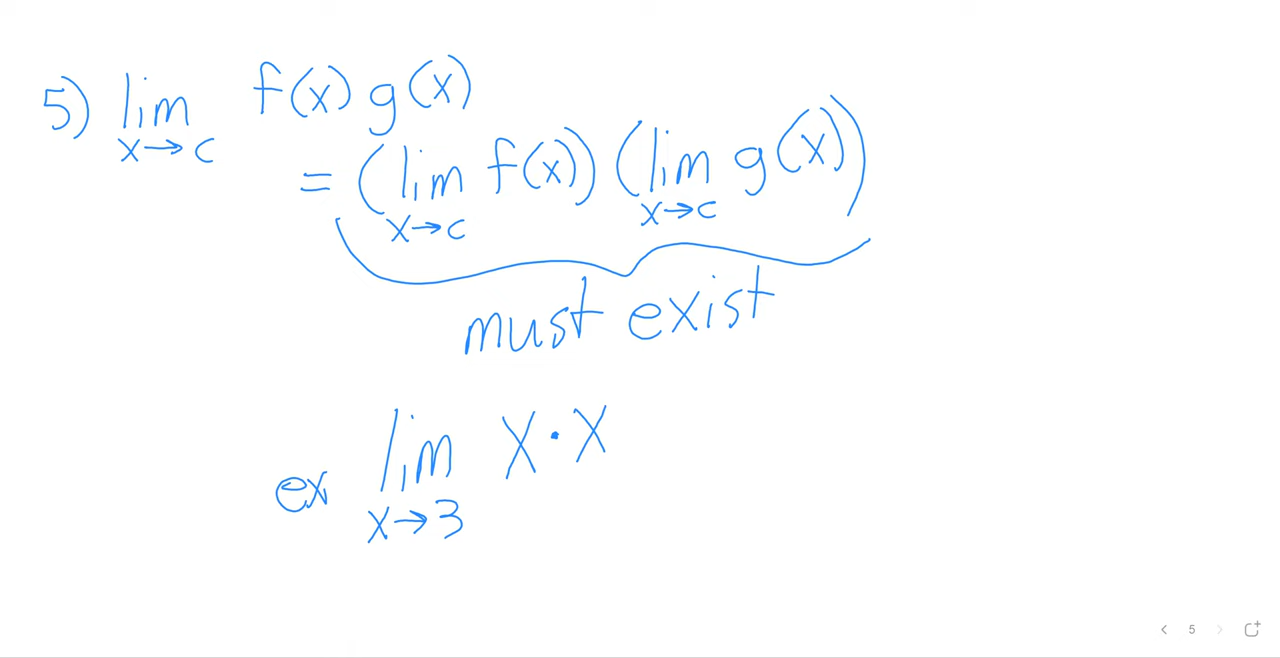 5) lim x→c f(x) g(x)
= (lim x→c f(x)) (lim x→c g(x))
must exist
ex lim x→3 x · x
5